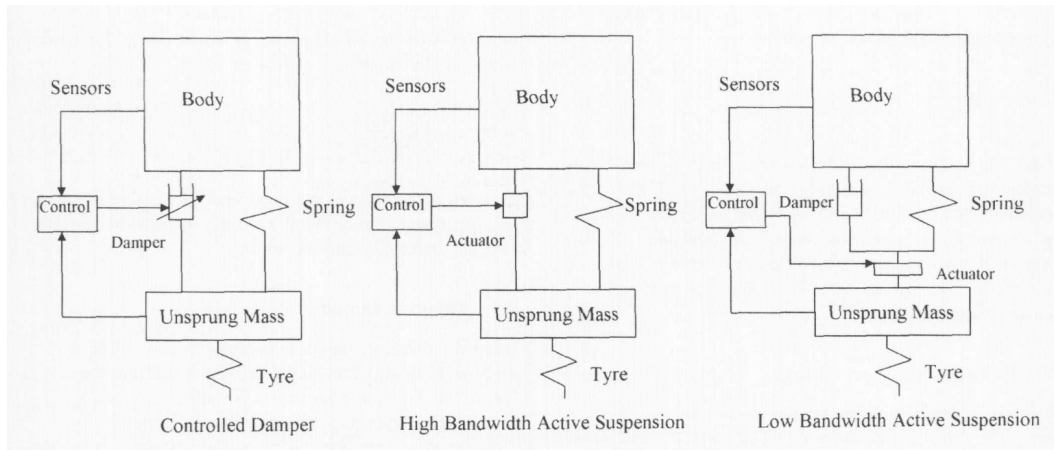 Sensors
Body
Control
Damper
Spring
Unsprung Mass
Tyre
Controlled Damper
Sensors
Body
Control
Actuator
Spring
Unsprung Mass
Tyre
High Bandwidth Active Suspension
Sensors
Body
Control
Damper
Spring
Actuator
Unsprung Mass
Tyre
Low Bandwidth Active Suspension